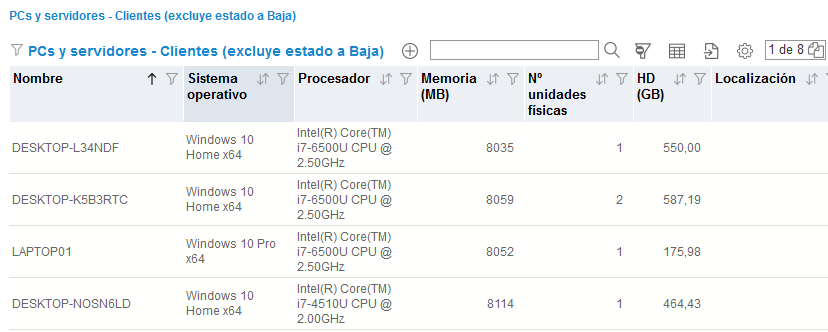 PCs y servidores - Clientes (excluye estado a Baja)
PCs y servidores - Clientes (excluye estado a Baja) 1 de 8
Nombre Sistema operativo Procesador Memoria (MB) Nº unidades físicas HD (GB) Localización
DESKTOP-L34NDF Windows 10 Home x64 Intel(R) Core(TM) i7-6500U CPU @ 2.50GHz 8035 1 550,00
DESKTOP-K5B3RTC Windows 10 Home x64 Intel(R) Core(TM) i7-6500U CPU @ 2.50GHz 8059 2 587,19
LAPTOP01 Windows 10 Pro x64 Intel(R) Core(TM) i7-6500U CPU @ 2.50GHz 8052 1 175,98
DESKTOP-NOSN6LD Windows 10 Home x64 Intel(R) Core(TM) i7-4510U CPU @ 2.00GHz 8114 1 464,43